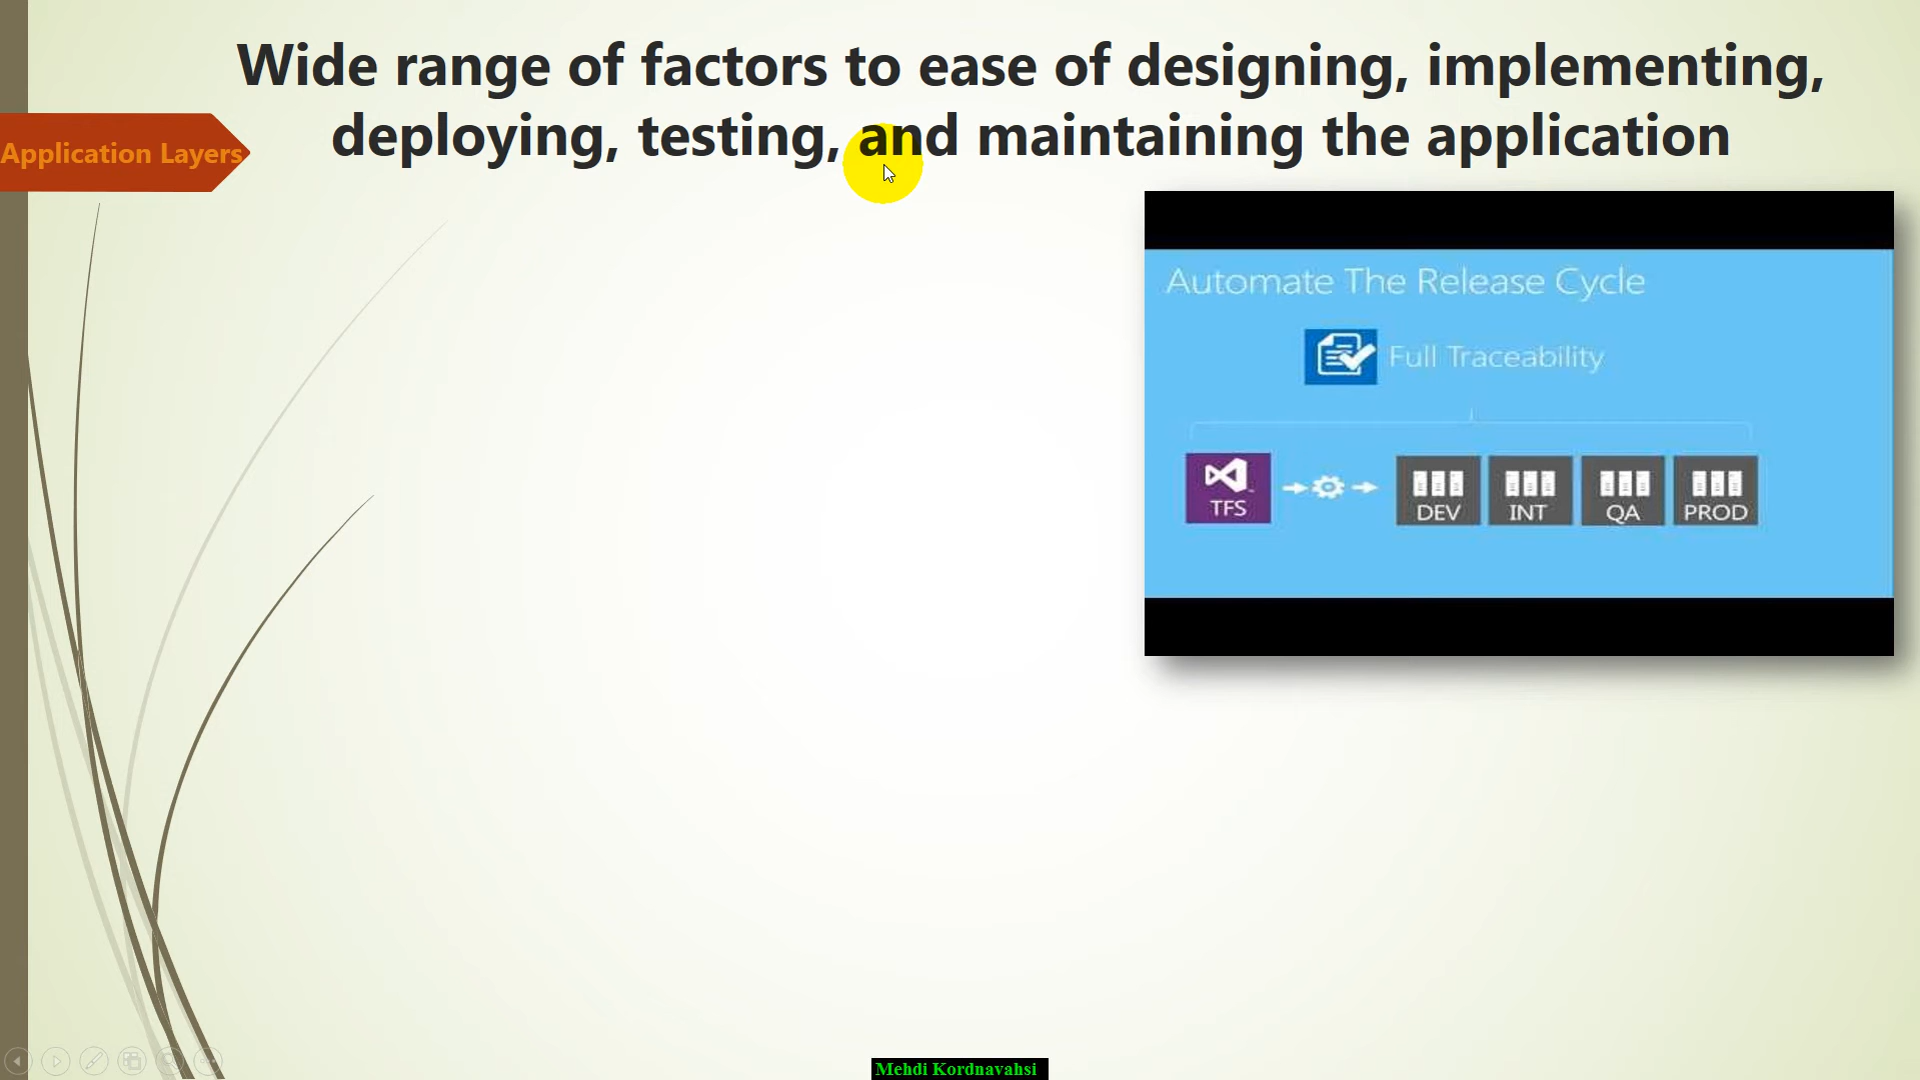 Wide range of factors to ease of designing, implementing,
deploying, testing, and maintaining the application
Application Layers
Automate The Release Cycle
Full Traceability
TFS
DEV
INT
QA
PROD
Mehdi Kordnavahsi